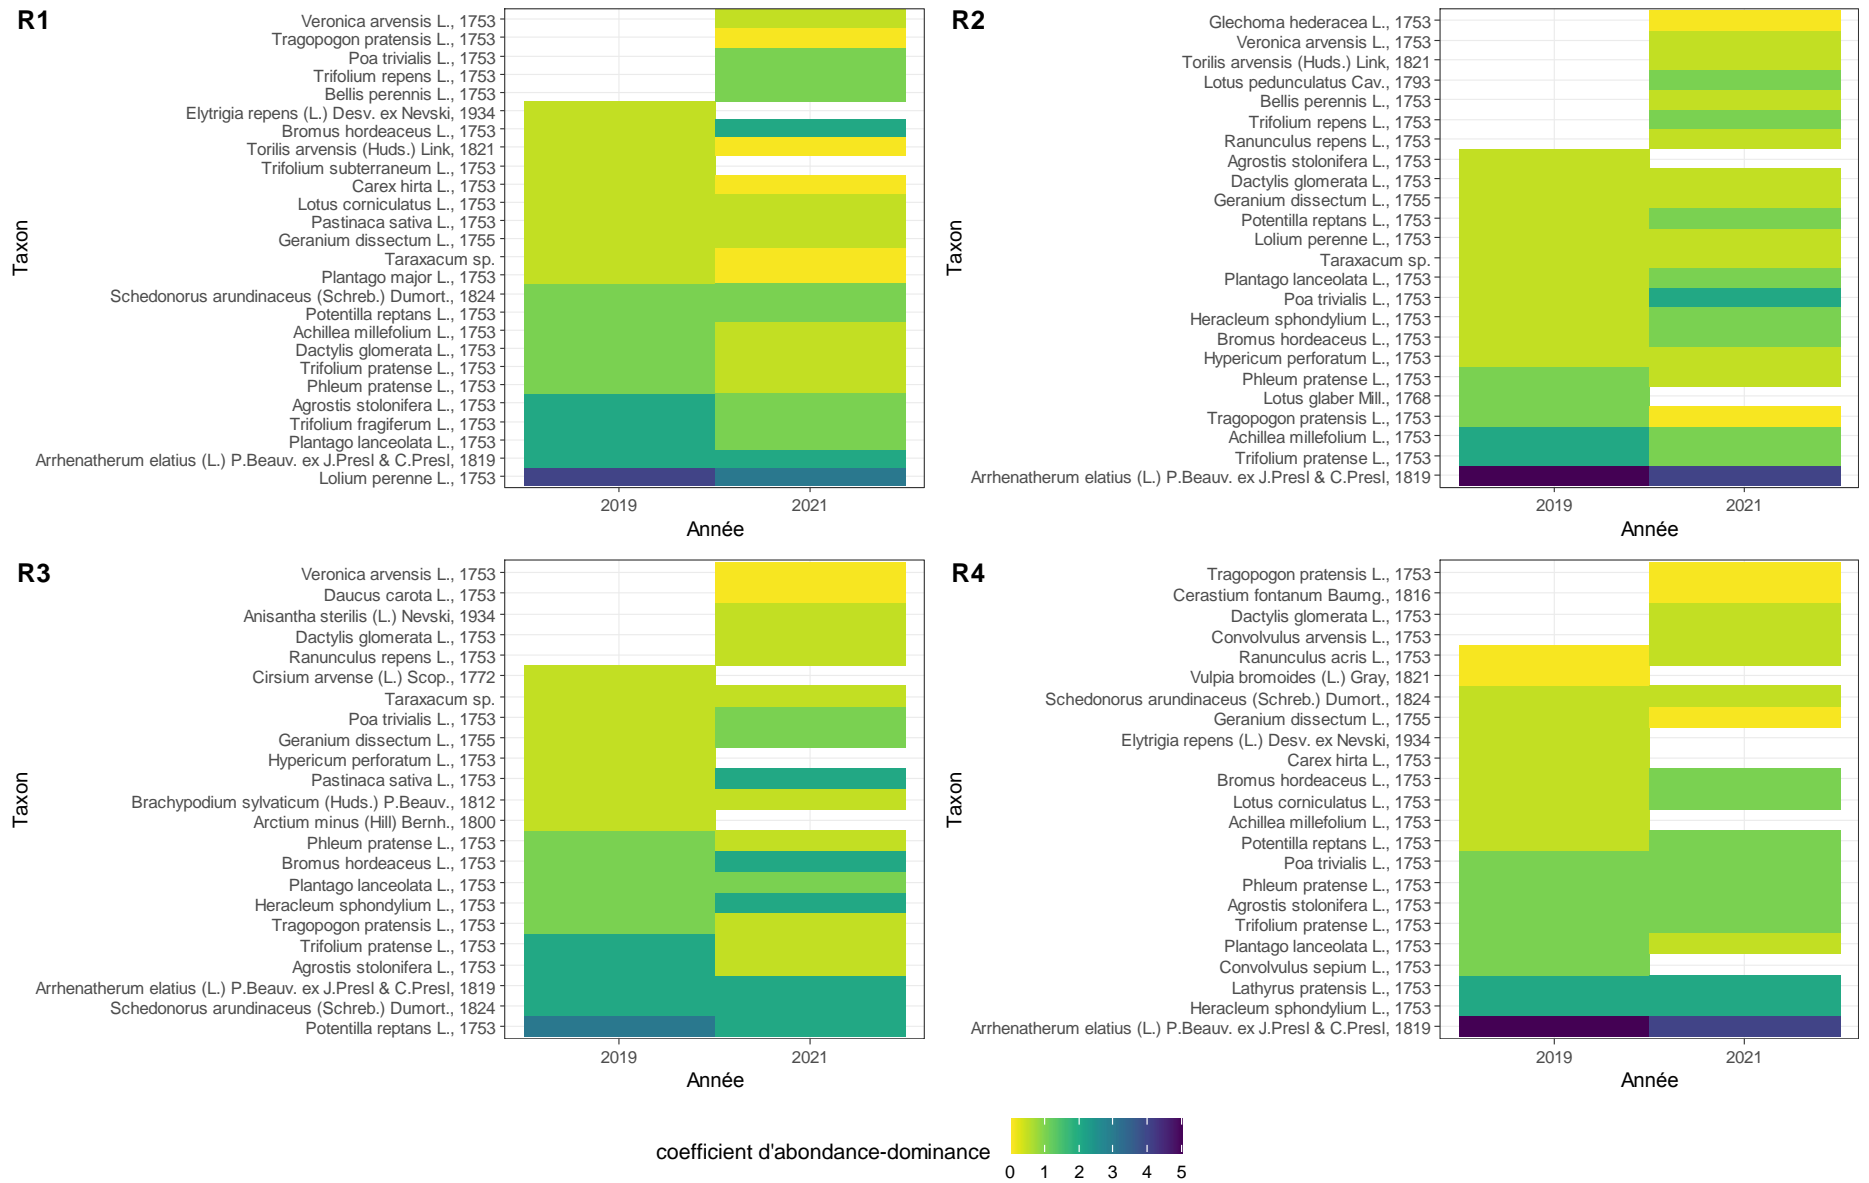 R1
Veronica arvensis L., 1753
Tragopogon pratensis L., 1753
Poa trivialis L., 1753
Trifolium repens L., 1753
Bellis perennis L., 1753
Elytrigia repens (L.) Desv. ex Nevski, 1934
Bromus hordeaceus L., 1753
Torilis arvensis (Huds.) Link, 1821
Trifolium subterraneum L., 1753
Carex hirta L., 1753
Lotus corniculatus L., 1753
Pastinaca sativa L., 1753
Geranium dissectum L., 1755
Taraxacum sp.
Plantago major L., 1753
Schedonorus arundinaceus (Schreb.) Dumort., 1824
Potentilla reptans L., 1753
Achillea millefolium L., 1753
Dactylis glomerata L., 1753
Trifolium pratense L., 1753
Phleum pratense L., 1753
Agrostis stolonifera L., 1753
Trifolium fragiferum L., 1753
Plantago lanceolata L., 1753
Arrhenatherum elatius (L.) P.Beauv. ex J.Presl & C.Presl, 1819
Lolium perenne L., 1753
Taxon
2019 2021
Année
R2
Glechoma hederacea L., 1753
Veronica arvensis L., 1753
Torilis arvensis (Huds.) Link, 1821
Lotus pedunculatus Cav., 1793
Bellis perennis L., 1753
Trifolium repens L., 1753
Ranunculus repens L., 1753
Agrostis stolonifera L., 1753
Dactylis glomerata L., 1753
Geranium dissectum L., 1755
Potentilla reptans L., 1753
Lolium perenne L., 1753
Taraxacum sp.
Plantago lanceolata L., 1753
Poa trivialis L., 1753
Heracleum sphondylium L., 1753
Bromus hordeaceus L., 1753
Hypericum perforatum L., 1753
Phleum pratense L., 1753
Lotus glaber Mill., 1768
Tragopogon pratensis L., 1753
Achillea millefolium L., 1753
Trifolium pratense L., 1753
Arrhenatherum elatius (L.) P.Beauv. ex J.Presl & C.Presl, 1819
Taxon
2019 2021
Année
R3
Veronica arvensis L., 1753
Daucus carota L., 1753
Anisantha sterilis (L.) Nevski, 1934
Dactylis glomerata L., 1753
Ranunculus repens L., 1753
Cirsium arvense (L.) Scop., 1772
Taraxacum sp.
Poa trivialis L., 1753
Geranium dissectum L., 1755
Hypericum perforatum L., 1753
Pastinaca sativa L., 1753
Brachypodium sylvaticum (Huds.) P.Beauv., 1812
Arctium minus (Hill) Bernh., 1800
Phleum pratense L., 1753
Bromus hordeaceus L., 1753
Plantago lanceolata L., 1753
Heracleum sphondylium L., 1753
Tragopogon pratensis L., 1753
Trifolium pratense L., 1753
Agrostis stolonifera L., 1753
Arrhenatherum elatius (L.) P.Beauv. ex J.Presl & C.Presl, 1819
Schedonorus arundinaceus (Schreb.) Dumort., 1824
Potentilla reptans L., 1753
Taxon
2019 2021
Année
R4
Tragopogon pratensis L., 1753
Cerastium fontanum Baumg., 1816
Dactylis glomerata L., 1753
Convolvulus arvensis L., 1753
Ranunculus acris L., 1753
Vulpia bromoides (L.) Gray, 1821
Schedonorus arundinaceus (Schreb.) Dumort., 1824
Geranium dissectum L., 1755
Elytrigia repens (L.) Desv. ex Nevski, 1934
Carex hirta L., 1753
Bromus hordeaceus L., 1753
Lotus corniculatus L., 1753
Achillea millefolium L., 1753
Potentilla reptans L., 1753
Poa trivialis L., 1753
Phleum pratense L., 1753
Agrostis stolonifera L., 1753
Trifolium pratense L., 1753
Plantago lanceolata L., 1753
Convolvulus sepium L., 1753
Lathyrus pratensis L., 1753
Heracleum sphondylium L., 1753
Arrhenatherum elatius (L.) P.Beauv. ex J.Presl & C.Presl, 1819
Taxon
2019 2021
Année
coefficient d'abondance-dominance
0 1 2 3 4 5